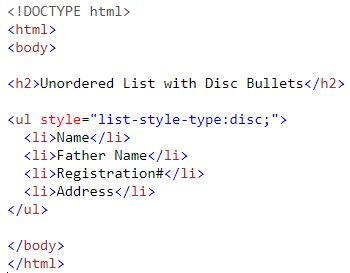 <!DOCTYPE html>
<html>
<body>

<h2>Unordered List with Disc Bullets</h2>

<ul style="list-style-type:disc;">
  <li>Name</li>
  <li>Father Name</li>
  <li>Registration#</li>
  <li>Address</li>
</ul>

</body>
</html>